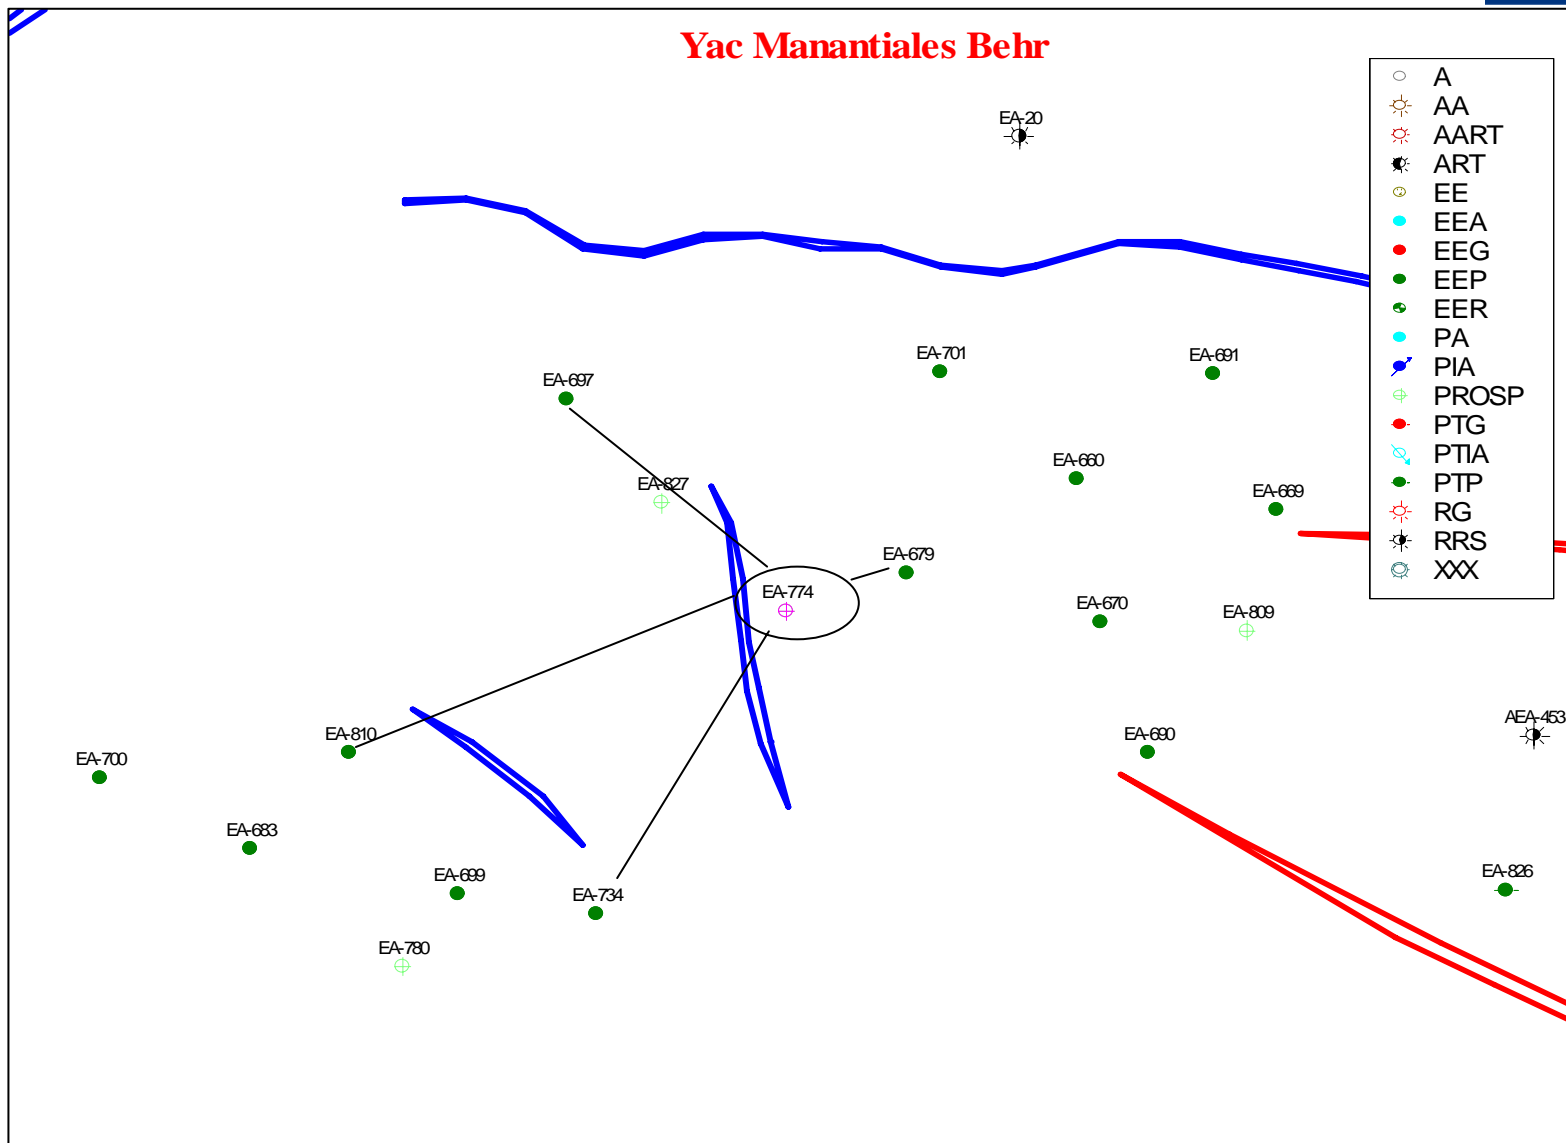 Yac Manantiales Behr
A
AA
AART
ART
EE
EEA
EEG
EEP
EER
PA
PIA
PROSP
PTG
PTIA
PTP
RG
RRS
XXX
EA-20
EA-701
EA-691
EA-697
EA-660
EA-827
EA-669
EA-679
EA-774
EA-670
EA-809
AEA-453
EA-810
EA-690
EA-700
EA-683
EA-699
EA-734
EA-826
EA-780